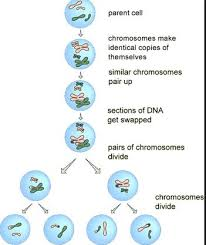 parent cell
chromosomes make
identical copies of
themselves
similar chromosomes
pair up
sections of DNA
get swapped
pairs of chromosomes
divide
chromosomes
divide